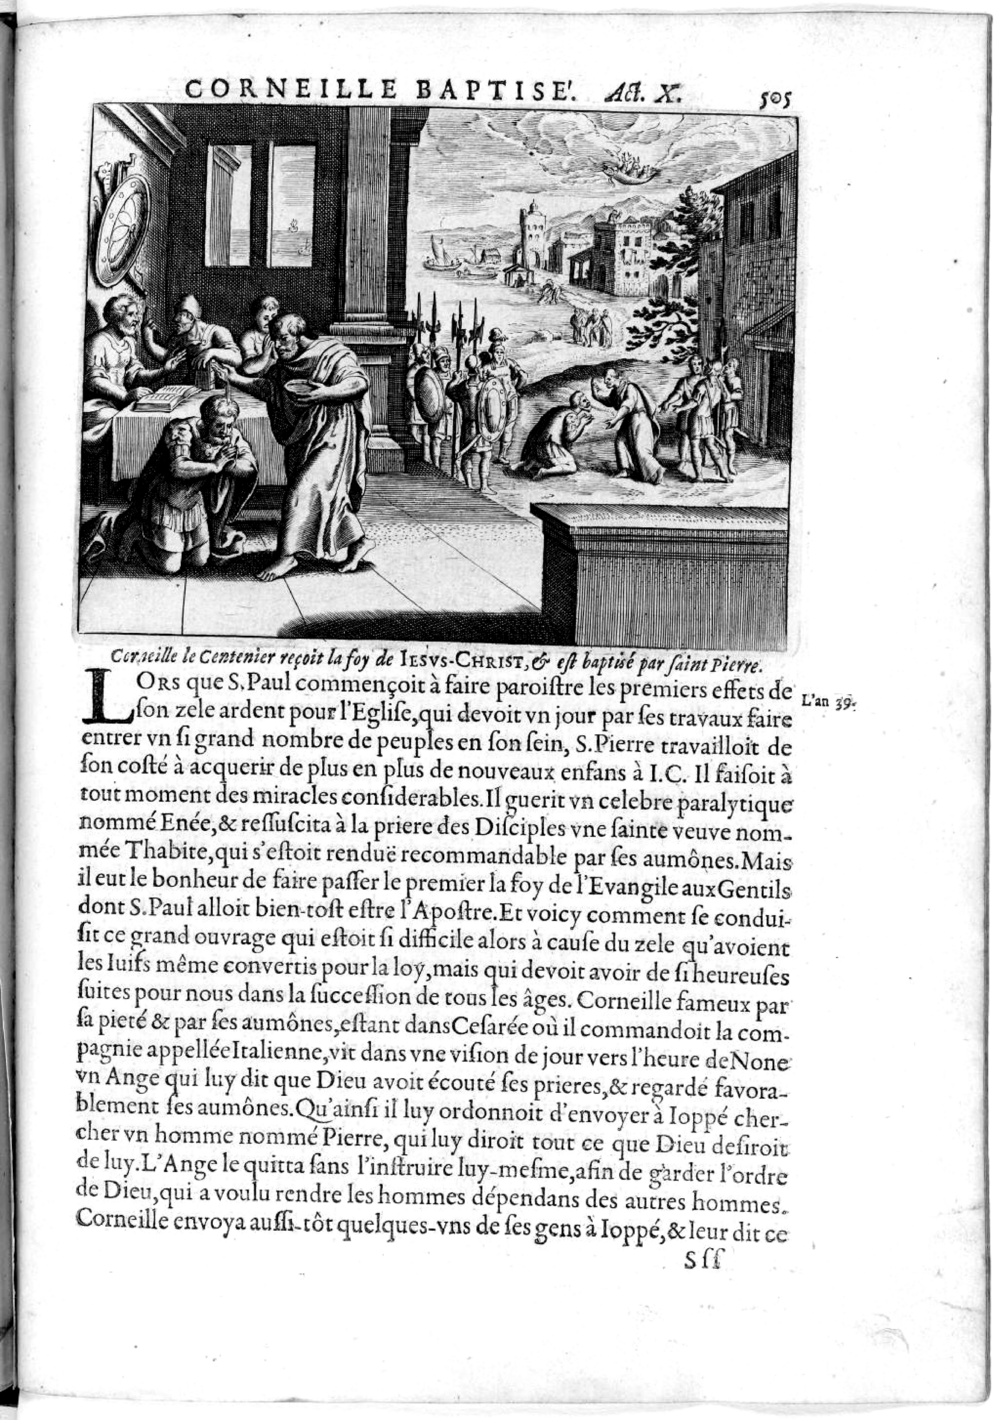 CORNEILLE BAPTISE'. Act. X. 505
Corneille le Centenier reçoit la foy de IESVS-CHRIST, & eſt baptisé par ſaint Pierre.
LORS que S. Paul commençoit à faire paroiſtre les premiers effets de
ſon zele ardent pour l'Egliſe, qui devoit vn jour par ſes travaux faire
entrer vn ſi grand nombre de peuples en ſon ſein, S. Pierre travailloit de
ſon coſté à acquerir de plus en plus de nouveaux enfans à I.C. Il faiſoit à
tout moment des miracles conſiderables. Il guerit vn celebre paralytique
nommé Enée, & reſſuſcita à la priere des Diſciples vne ſainte veuve nom-
mée Thabite, qui s'eſtoit renduë recommandable par ſes aumônes. Mais
il eut le bonheur de faire paſſer le premier la foy de l'Evangile aux Gentils
dont S. Paul alloit bien-toſt eſtre l'Apoſtre. Et voicy comment ſe condui-
ſit ce grand ouvrage qui eſtoit ſi difficile alors à cauſe du zele qu'avoient
les Iuifs même convertis pour la loy, mais qui devoit avoir de ſi heureuſes
ſuites pour nous dans la ſucceſſion de tous les âges. Corneille fameux par
ſa pieté & par ſes aumônes, eſtant dans Ceſarée où il commandoit la com-
pagnie appellée Italienne, vit dans vne viſion de jour vers l'heure de None
vn Ange qui luy dit que Dieu avoit écouté ſes prieres, & regardé favora-
blement ſes aumônes. Qu'ainſi il luy ordonnoit d'envoyer à Ioppé cher-
cher vn homme nommé Pierre, qui luy diroit tout ce que Dieu deſiroit
de luy. L'Ange le quitta ſans l'inſtruire luy-meſme, afin de garder l'ordre
de Dieu, qui a voulu rendre les hommes dépendans des autres hommes.
Corneille envoya auſſi-tôt quelques-vns de ſes gens à Ioppé, & leur dit ce
L'an 39.
Sſſ